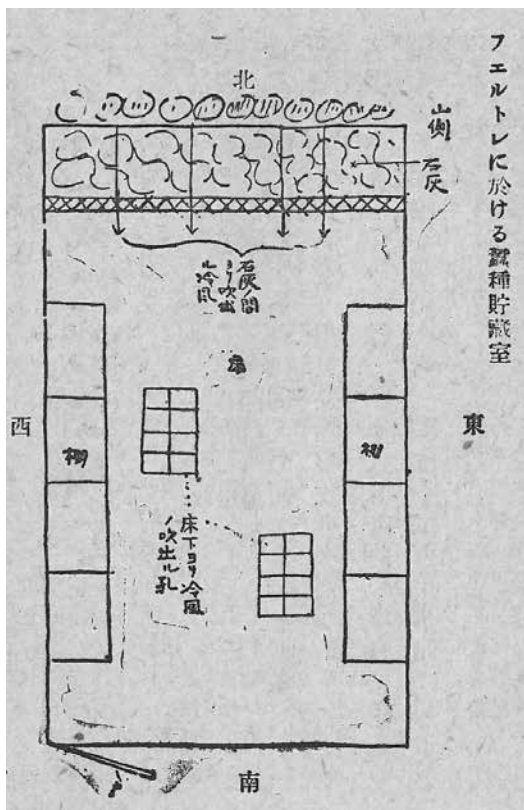 フエルトレに於ける蠶種貯藏室
北
山側
石灰
石灰ノ間
ヨリ吹出
ル冷風
東
西
棚
棚
床下ヨリ冷風
ノ吹出ル孔
南